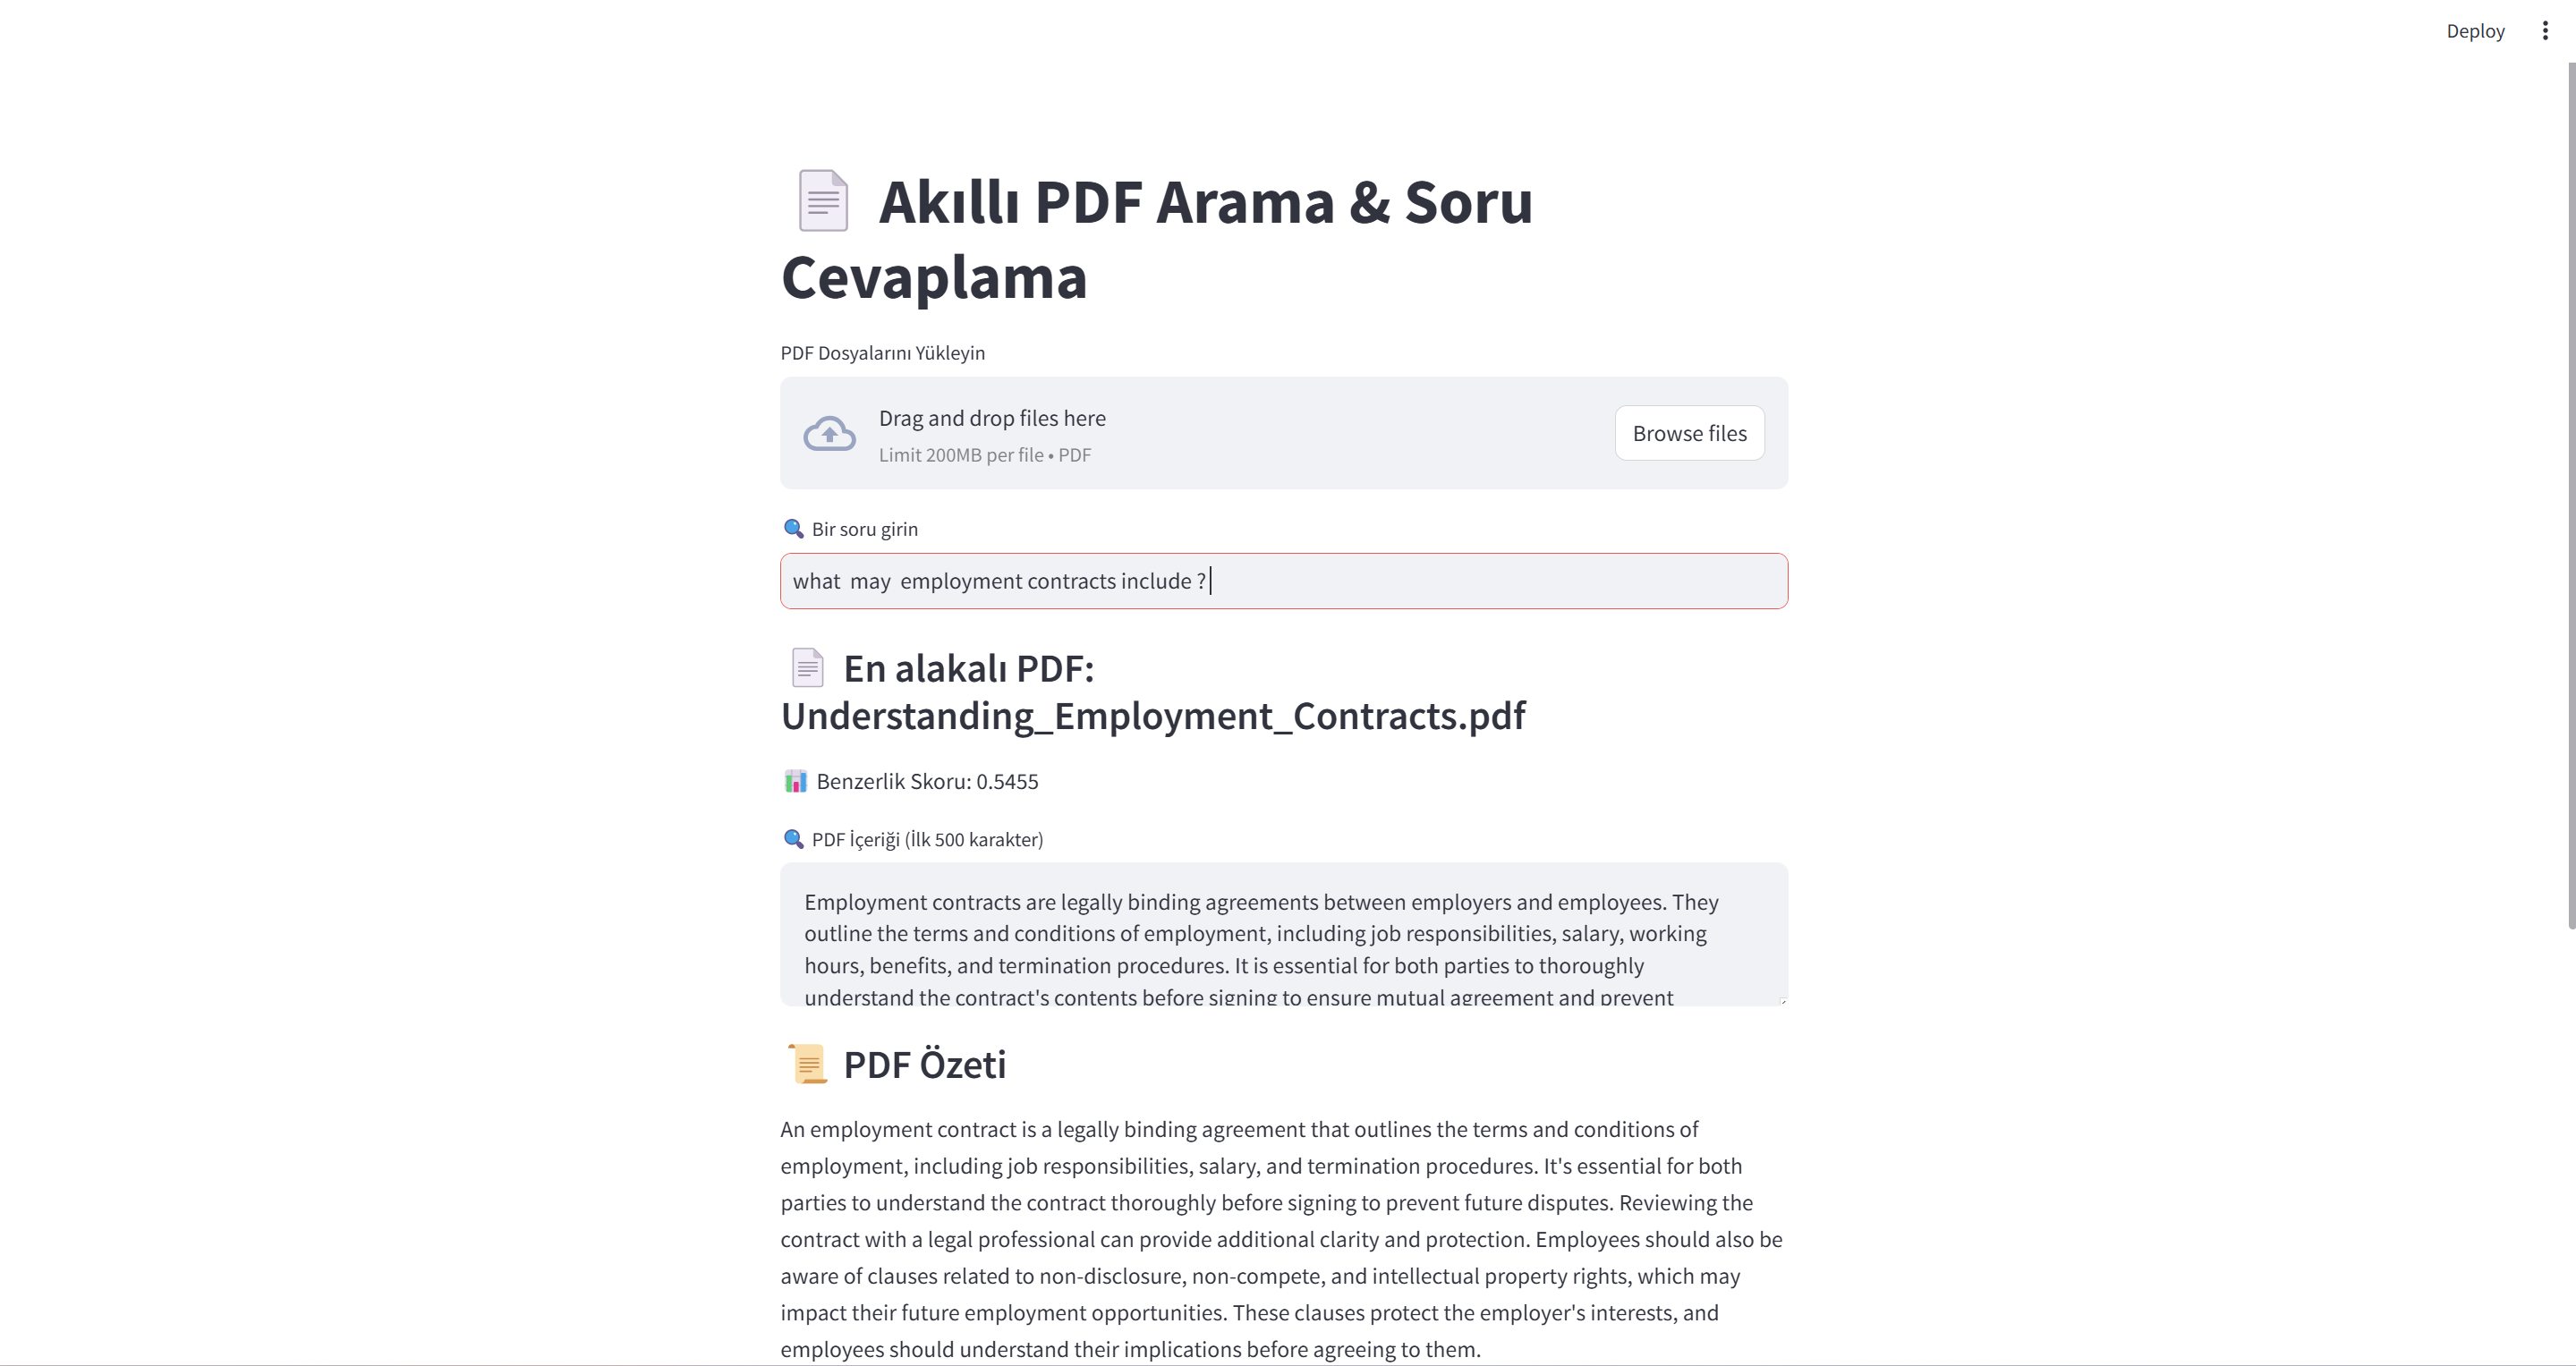 Deploy
Akıllı PDF Arama & Soru
Cevaplama
PDF Dosyalarını Yükleyin
Drag and drop files here
Limit 200MB per file • PDF
Browse files
Bir soru girin
what  may  employment contracts include ?
En alakalı PDF:
Understanding_Employment_Contracts.pdf
Benzerlik Skoru: 0.5455
PDF İçeriği (İlk 500 karakter)
Employment contracts are legally binding agreements between employers and employees. They
outline the terms and conditions of employment, including job responsibilities, salary, working
hours, benefits, and termination procedures. It is essential for both parties to thoroughly
understand the contract's contents before signing to ensure mutual agreement and prevent
PDF Özeti
An employment contract is a legally binding agreement that outlines the terms and conditions of
employment, including job responsibilities, salary, and termination procedures. It's essential for both
parties to understand the contract thoroughly before signing to prevent future disputes. Reviewing the
contract with a legal professional can provide additional clarity and protection. Employees should also be
aware of clauses related to non-disclosure, non-compete, and intellectual property rights, which may
impact their future employment opportunities. These clauses protect the employer's interests, and
employees should understand their implications before agreeing to them.